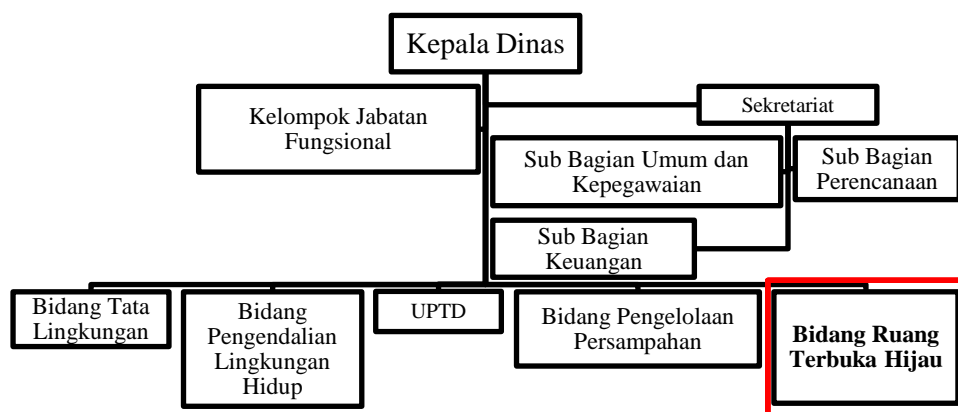 Kepala Dinas
Kelompok Jabatan
Fungsional
Sekretariat
Sub Bagian Umum dan
Kepegawaian
Sub Bagian
Perencanaan
Sub Bagian
Keuangan
Bidang Tata
Lingkungan
Bidang
Pengendalian
Lingkungan
Hidup
UPTD
Bidang Pengelolaan
Persampahan
Bidang Ruang
Terbuka Hijau